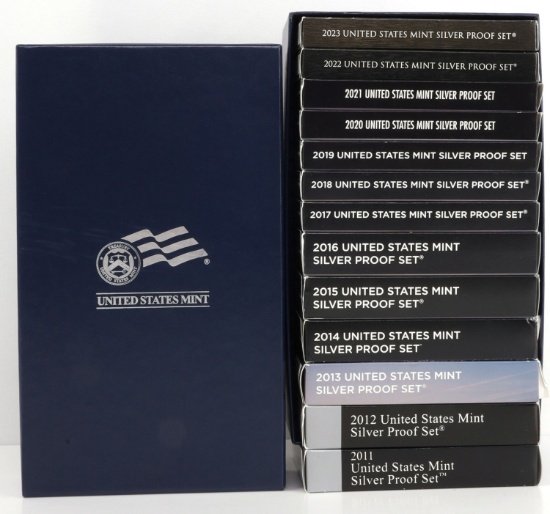 UNITED STATES MINT
®
2023 UNITED STATES MINT SILVER PROOF SET®
2022 UNITED STATES MINT SILVER PROOF SET®
2021 UNITED STATES MINT SILVER PROOF SET
2020 UNITED STATES MINT SILVER PROOF SET
2019 UNITED STATES MINT SILVER PROOF SET
2018 UNITED STATES MINT SILVER PROOF SET®
2017 UNITED STATES MINT SILVER PROOF SET®
2016 UNITED STATES MINT
SILVER PROOF SET®
2015 UNITED STATES MINT
SILVER PROOF SET®
2014 UNITED STATES MINT
SILVER PROOF SET
2013 UNITED STATES MINT
SILVER PROOF SET®
2012 United States Mint
Silver Proof Set®
2011
United States Mint
Silver Proof Set™